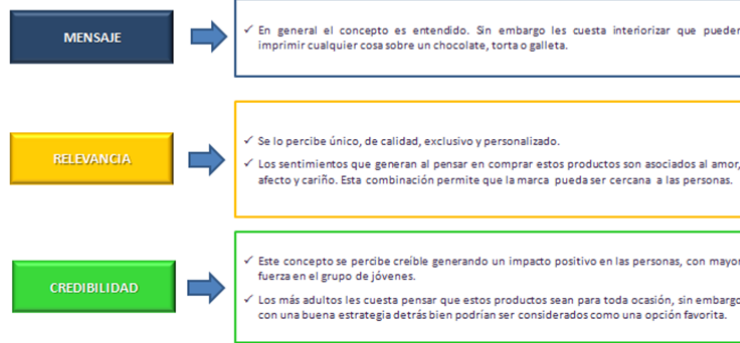 MENSAJE
✓ En general el concepto es entendido. Sin embargo les cuesta interiorizar que pueden
imprimir cualquier cosa sobre un chocolate, torta o galleta.
RELEVANCIA
✓ Se lo percibe único, de calidad, exclusivo y personalizado.
✓ Los sentimientos que generan al pensar en comprar estos productos son asociados al amor,
afecto y cariño. Esta combinación permite que la marca pueda ser cercana a las personas.
CREDIBILIDAD
✓ Este concepto se percibe creíble generando un impacto positivo en las personas, con mayor
fuerza en el grupo de jóvenes.
✓ Los más adultos les cuesta pensar que estos productos sean para toda ocasión, sin embargo
con una buena estrategia detrás bien podrían ser considerados como una opción favorita.